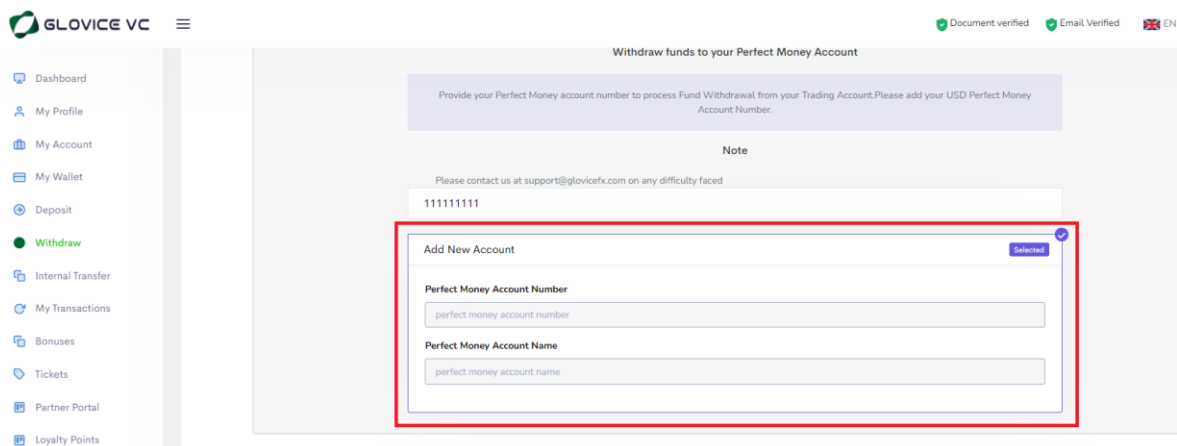 GLOVICE VC
Document verified
Email Verified
EN
Dashboard
My Profile
My Account
My Wallet
Deposit
Withdraw
Internal Transfer
My Transactions
Bonuses
Tickets
Partner Portal
Loyalty Points
Withdraw funds to your Perfect Money Account
Provide your Perfect Money account number to process Fund Withdrawal from your Trading Account.Please add your USD Perfect Money
Account Number.
Note
Please contact us at support@glovicefx.com on any difficulty faced
111111111
Add New Account
Selected
Perfect Money Account Number
perfect money account number
Perfect Money Account Name
perfect money account name